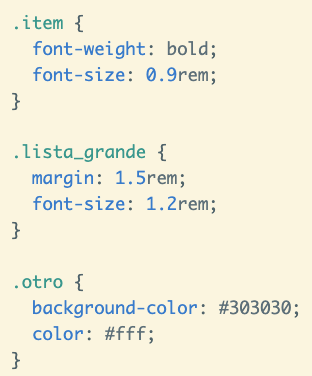 .item {
  font-weight: bold;
  font-size: 0.9rem;
}

.lista_grande {
  margin: 1.5rem;
  font-size: 1.2rem;
}

.otro {
  background-color: #303030;
  color: #fff;
}